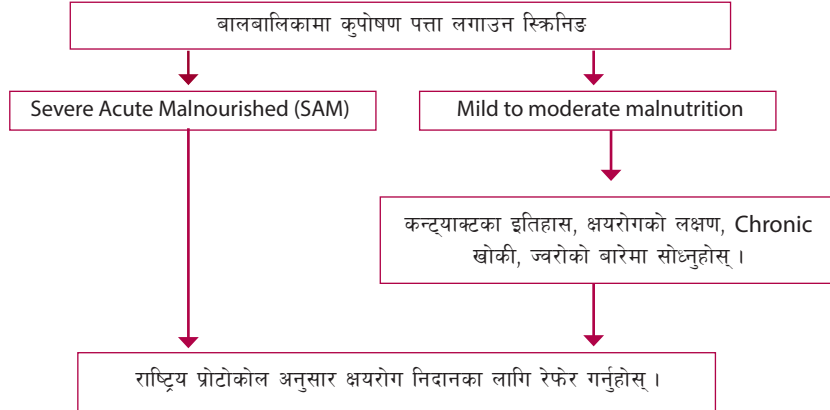 बालबालिकामा कुपोषण पत्ता लगाउन स्क्रिनिङ
Severe Acute Malnourished (SAM)
Mild to moderate malnutrition
कन्ट्याक्टका इतिहास, क्षयरोगको लक्षण, Chronic
खोकी, ज्वरोको बारेमा सोध्नुहोस् ।
राष्ट्रिय प्रोटोकोल अनुसार क्षयरोग निदानका लागि रेफेर गर्नुहोस् ।